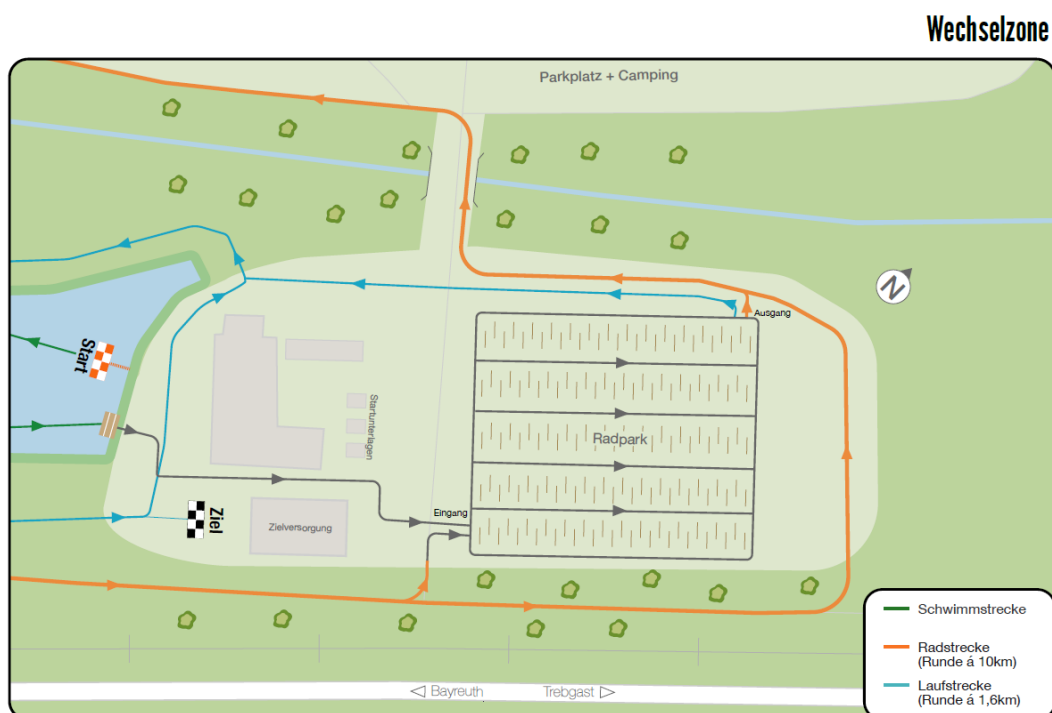 Wechselzone
Parkplatz + Camping
N
Ausgang
Start
Startunterlagen
Radpark
Eingang
Ziel
Zielversorgung
Schwimmstrecke
Radstrecke
(Runde á 10km)
Laufstrecke
(Runde á 1,6km)
Bayreuth
Trebgast